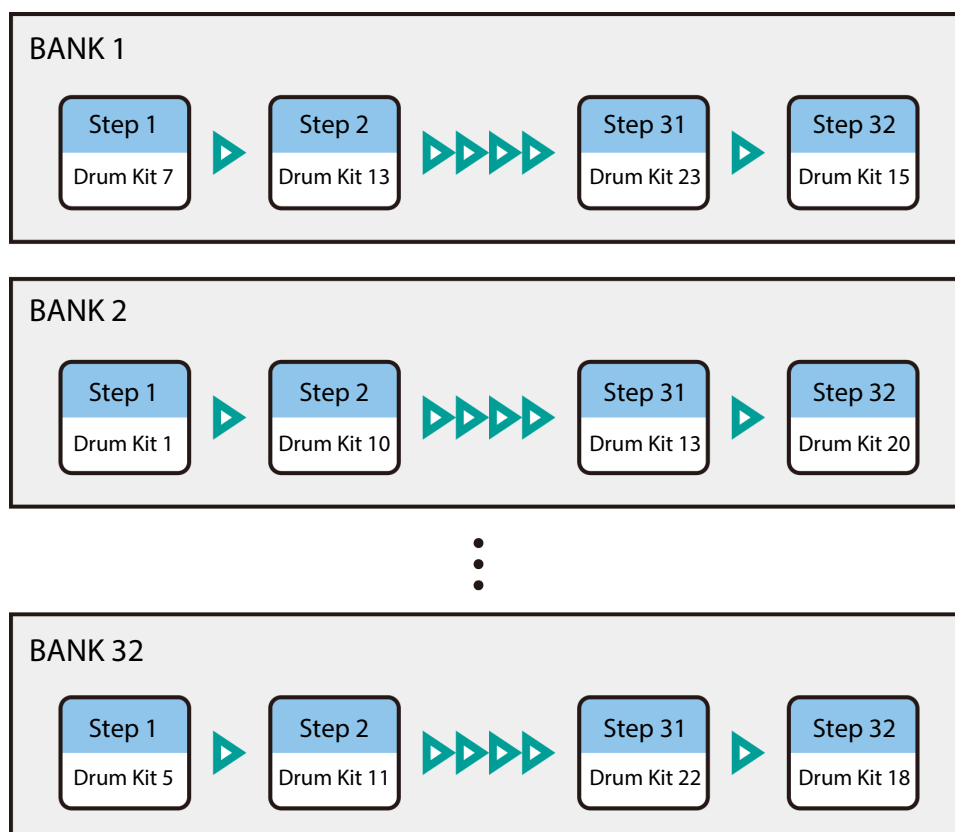 BANK 1
Step 1 Step 2 Step 31 Step 32
Drum Kit 7 Drum Kit 13 Drum Kit 23 Drum Kit 15
BANK 2
Step 1 Step 2 Step 31 Step 32
Drum Kit 1 Drum Kit 10 Drum Kit 13 Drum Kit 20
BANK 32
Step 1 Step 2 Step 31 Step 32
Drum Kit 5 Drum Kit 11 Drum Kit 22 Drum Kit 18